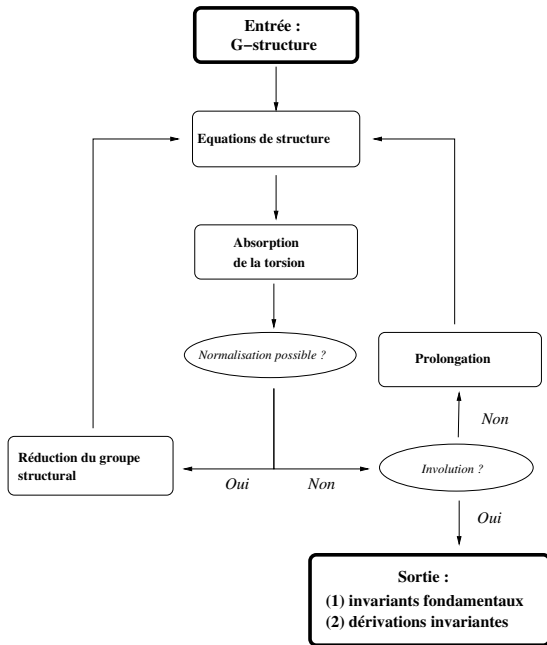 Entrée :
G−structure
Equations de structure
Absorption
de la torsion
Normalisation possible ?
Prolongation
Non
Réduction du groupe
structural
Oui
Non
Involution ?
Oui
Sortie :
(1) invariants fondamentaux
(2) dérivations invariantes